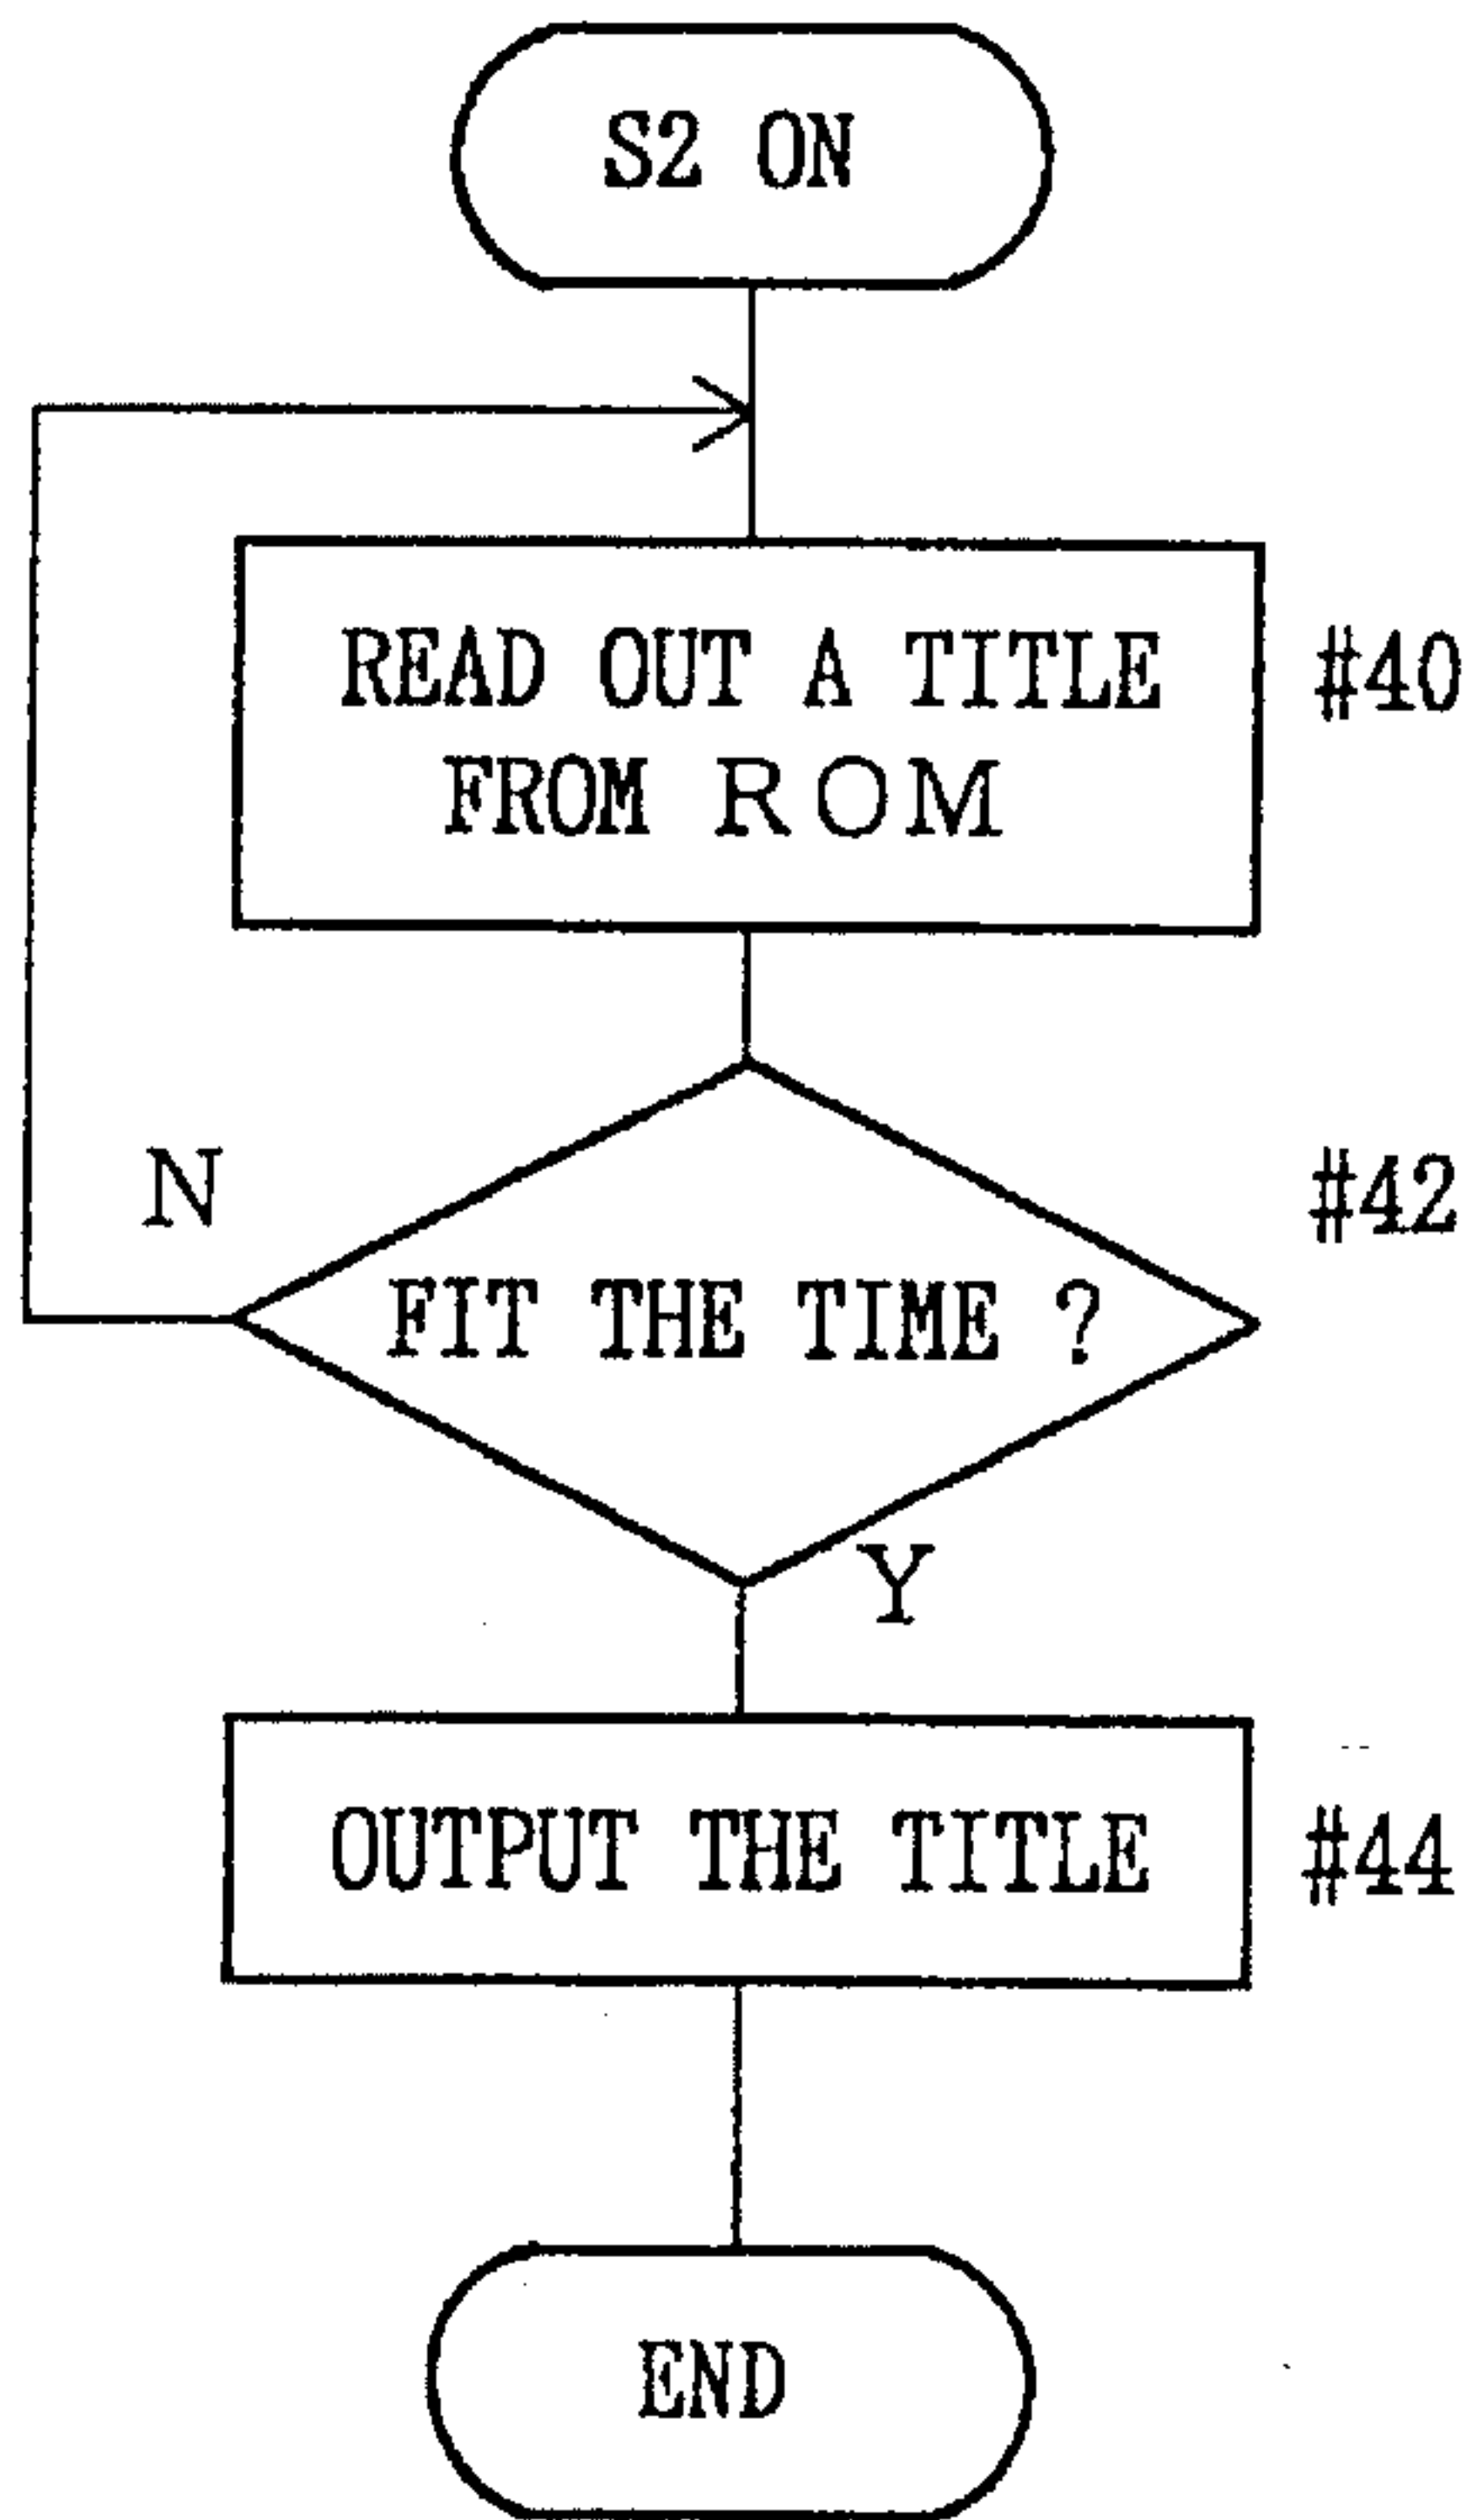 S2 ON
READ OUT A TITLE
FROM ROM
#40
N
#42
FIT THE TIME ?
Y
OUTPUT THE TITLE
#44
END